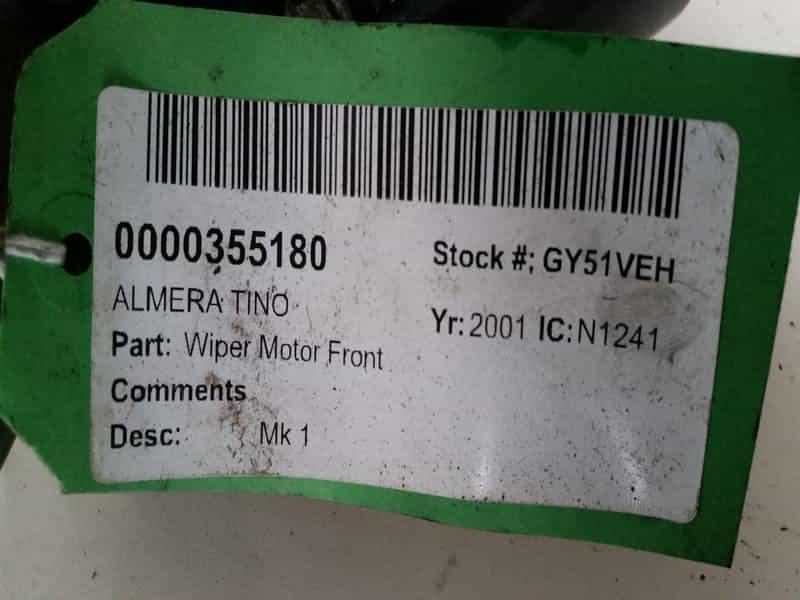 0000355180 Stock #: GY51VEH
ALMERA TINO Yr: 2001 IC: N1241
Part: Wiper Motor Front
Comments
Desc: Mk 1